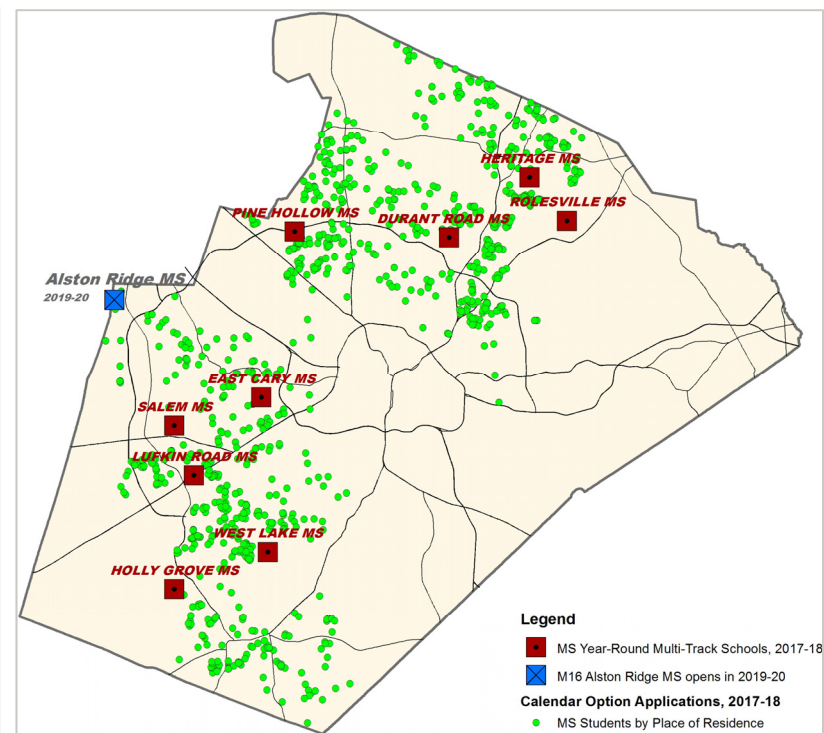 HERITAGE MS
ROLESVILLE MS
PINE HOLLOW MS
DURANT ROAD MS
Alston Ridge MS
2019-20
EAST CARY MS
SALEM MS
LUFKIN ROAD MS
WEST LAKE MS
HOLLY GROVE MS
Legend
MS Year-Round Multi-Track Schools, 2017-18
M16 Alston Ridge MS opens in 2019-20
Calendar Option Applications, 2017-18
MS Students by Place of Residence